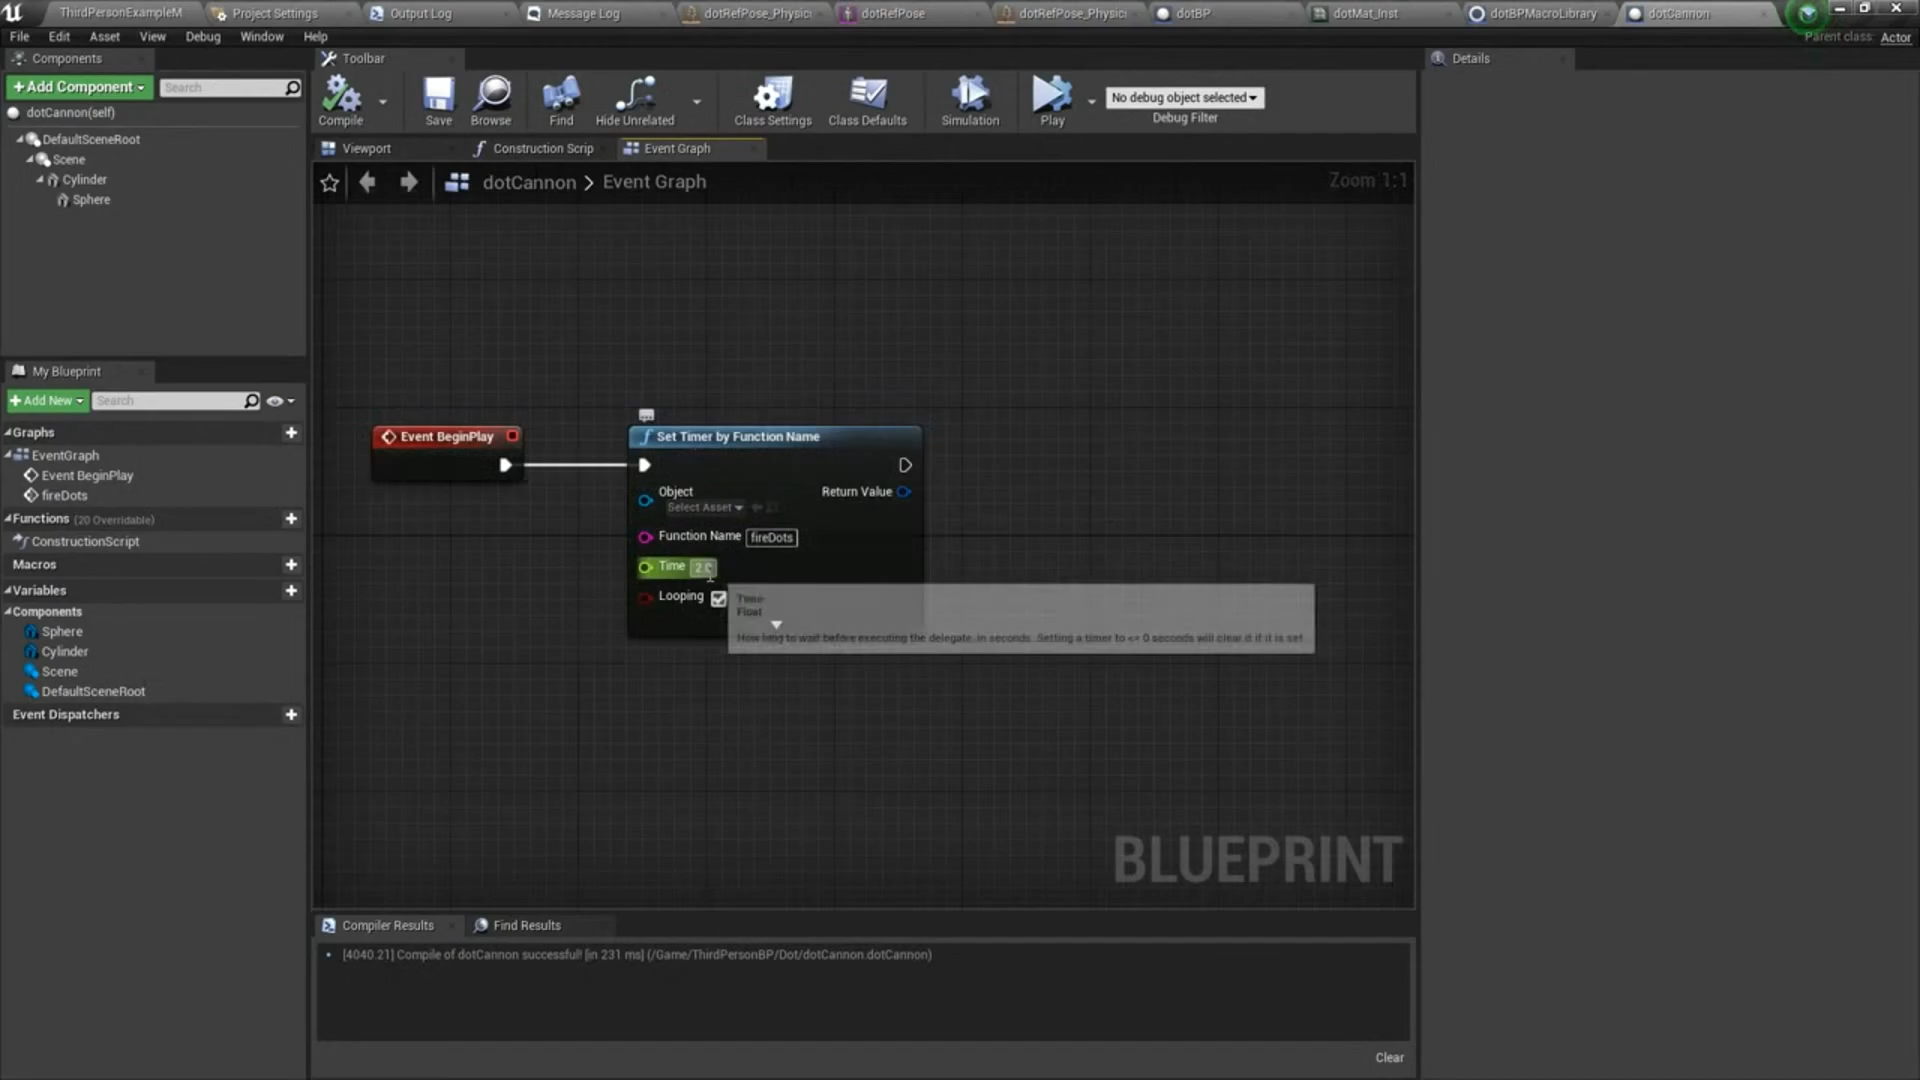 ThirdPersonExampleM
Project Settings
Output Log
Message Log
dotRefPose_Physic
dotRefPose
dotRefPose_Physic
dotBP
dotMat_Inst
dotBPMacroLibrary
dotCannon
File Edit Asset View Debug Window Help
Parent class: Actor
Components
Toolbar
Details
+Add Component
Search
dotCannon(self)
DefaultSceneRoot
Scene
Cylinder
Sphere
Compile
Save
Browse
Find
Hide Unrelated
Class Settings
Class Defaults
Simulation
Play
No debug object selected
Debug Filter
Viewport
Construction Scrip
Event Graph
dotCannon > Event Graph
Zoom 1:1
My Blueprint
+Add New
Search
Graphs
EventGraph
Event BeginPlay
fireDots
Functions (20 Overridable)
ConstructionScript
Macros
Variables
Components
Sphere
Cylinder
Scene
DefaultSceneRoot
Event Dispatchers
Event BeginPlay
Set Timer by Function Name
Object
Select Asset
Return Value
Function Name fireDots
Time 2.0
Looping
Time
Float
How long to wait before executing the delegate, in seconds. Setting a timer to <= 0 seconds will clear it if it is set.
BLUEPRINT
Compiler Results
Find Results
[4040.21] Compile of dotCannon successful! [in 231 ms] (/Game/ThirdPersonBP/Dot/dotCannon.dotCannon)
Clear